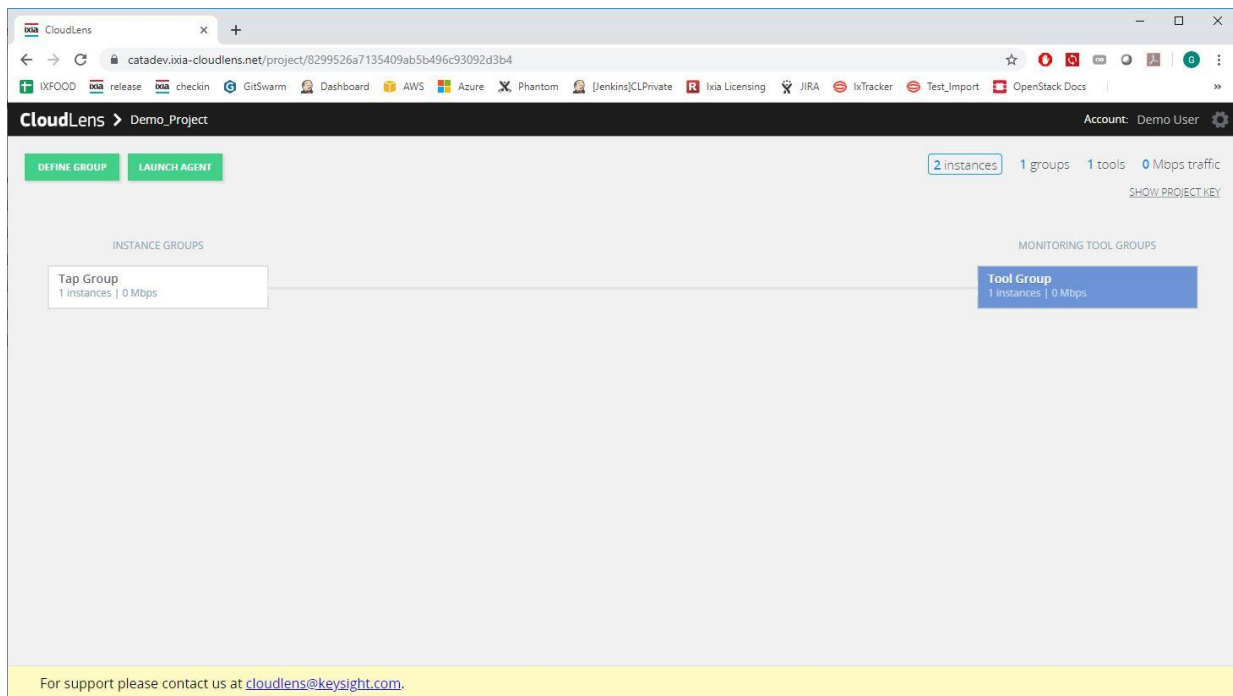 ixia CloudLens
catadev.ixia-cloudlens.net/project/8299526a7135409ab5b496c93092d3b4
IXFOOD ixia release ixia checkin GitSwarm Dashboard AWS Azure Phantom [Jenkins]CLPrivate Ixia Licensing JIRA IxTracker Test_Import OpenStack Docs
CloudLens > Demo_Project Account: Demo User
DEFINE GROUP LAUNCH AGENT 2 instances 1 groups 1 tools 0 Mbps traffic
SHOW PROJECT KEY
INSTANCE GROUPS MONITORING TOOL GROUPS
Tap Group Tool Group
1 instances | 0 Mbps 1 instances | 0 Mbps
For support please contact us at cloudlens@keysight.com.